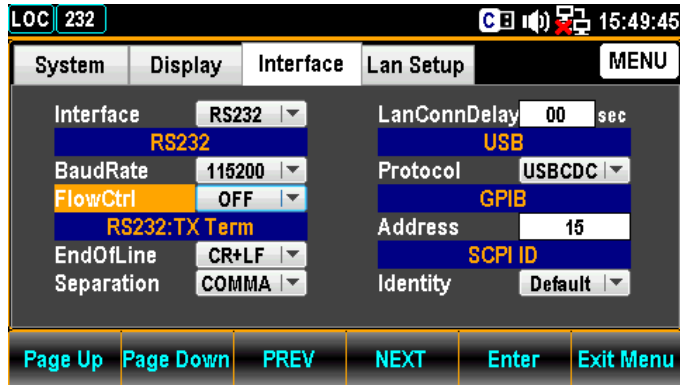 LOC 232 C 15:49:45
System Display Interface Lan Setup MENU
Interface RS232 LanConnDelay 00 sec
RS232 USB
BaudRate 115200 Protocol USBCDC
FlowCtrl OFF GPIB
RS232:TX Term Address 15
EndOfLine CR+LF SCPI ID
Separation COMMA Identity Default
Page Up Page Down PREV NEXT Enter Exit Menu